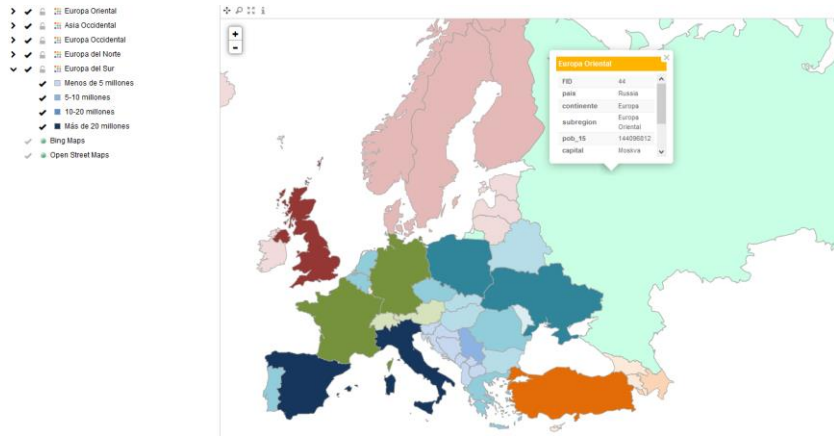 Europa Oriental
Asia Occidental
Europa Occidental
Europa del Norte
Europa del Sur
Menos de 5 millones
5-10 millones
10-20 millones
Más de 20 millones
Bing Maps
Open Street Maps
+
-
Europa Oriental
FID 44
pais Russia
continente Europa
subregion Europa Oriental
pob_15 144096812
capital Moskva